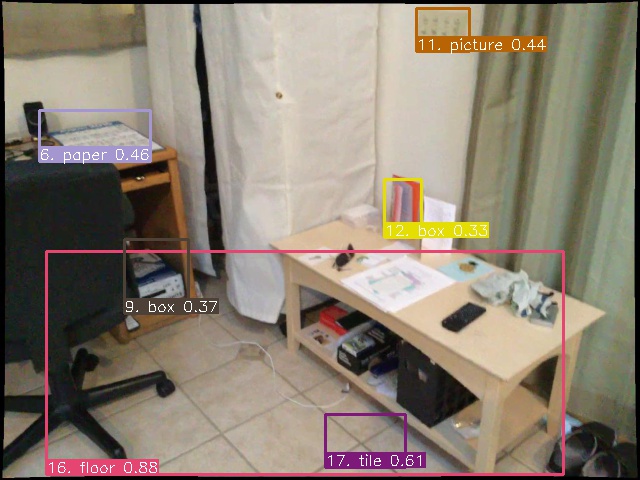 11. picture 0.44
6. paper 0.46
12. box 0.33
9. box 0.37
17. tile 0.61
16. floor 0.88